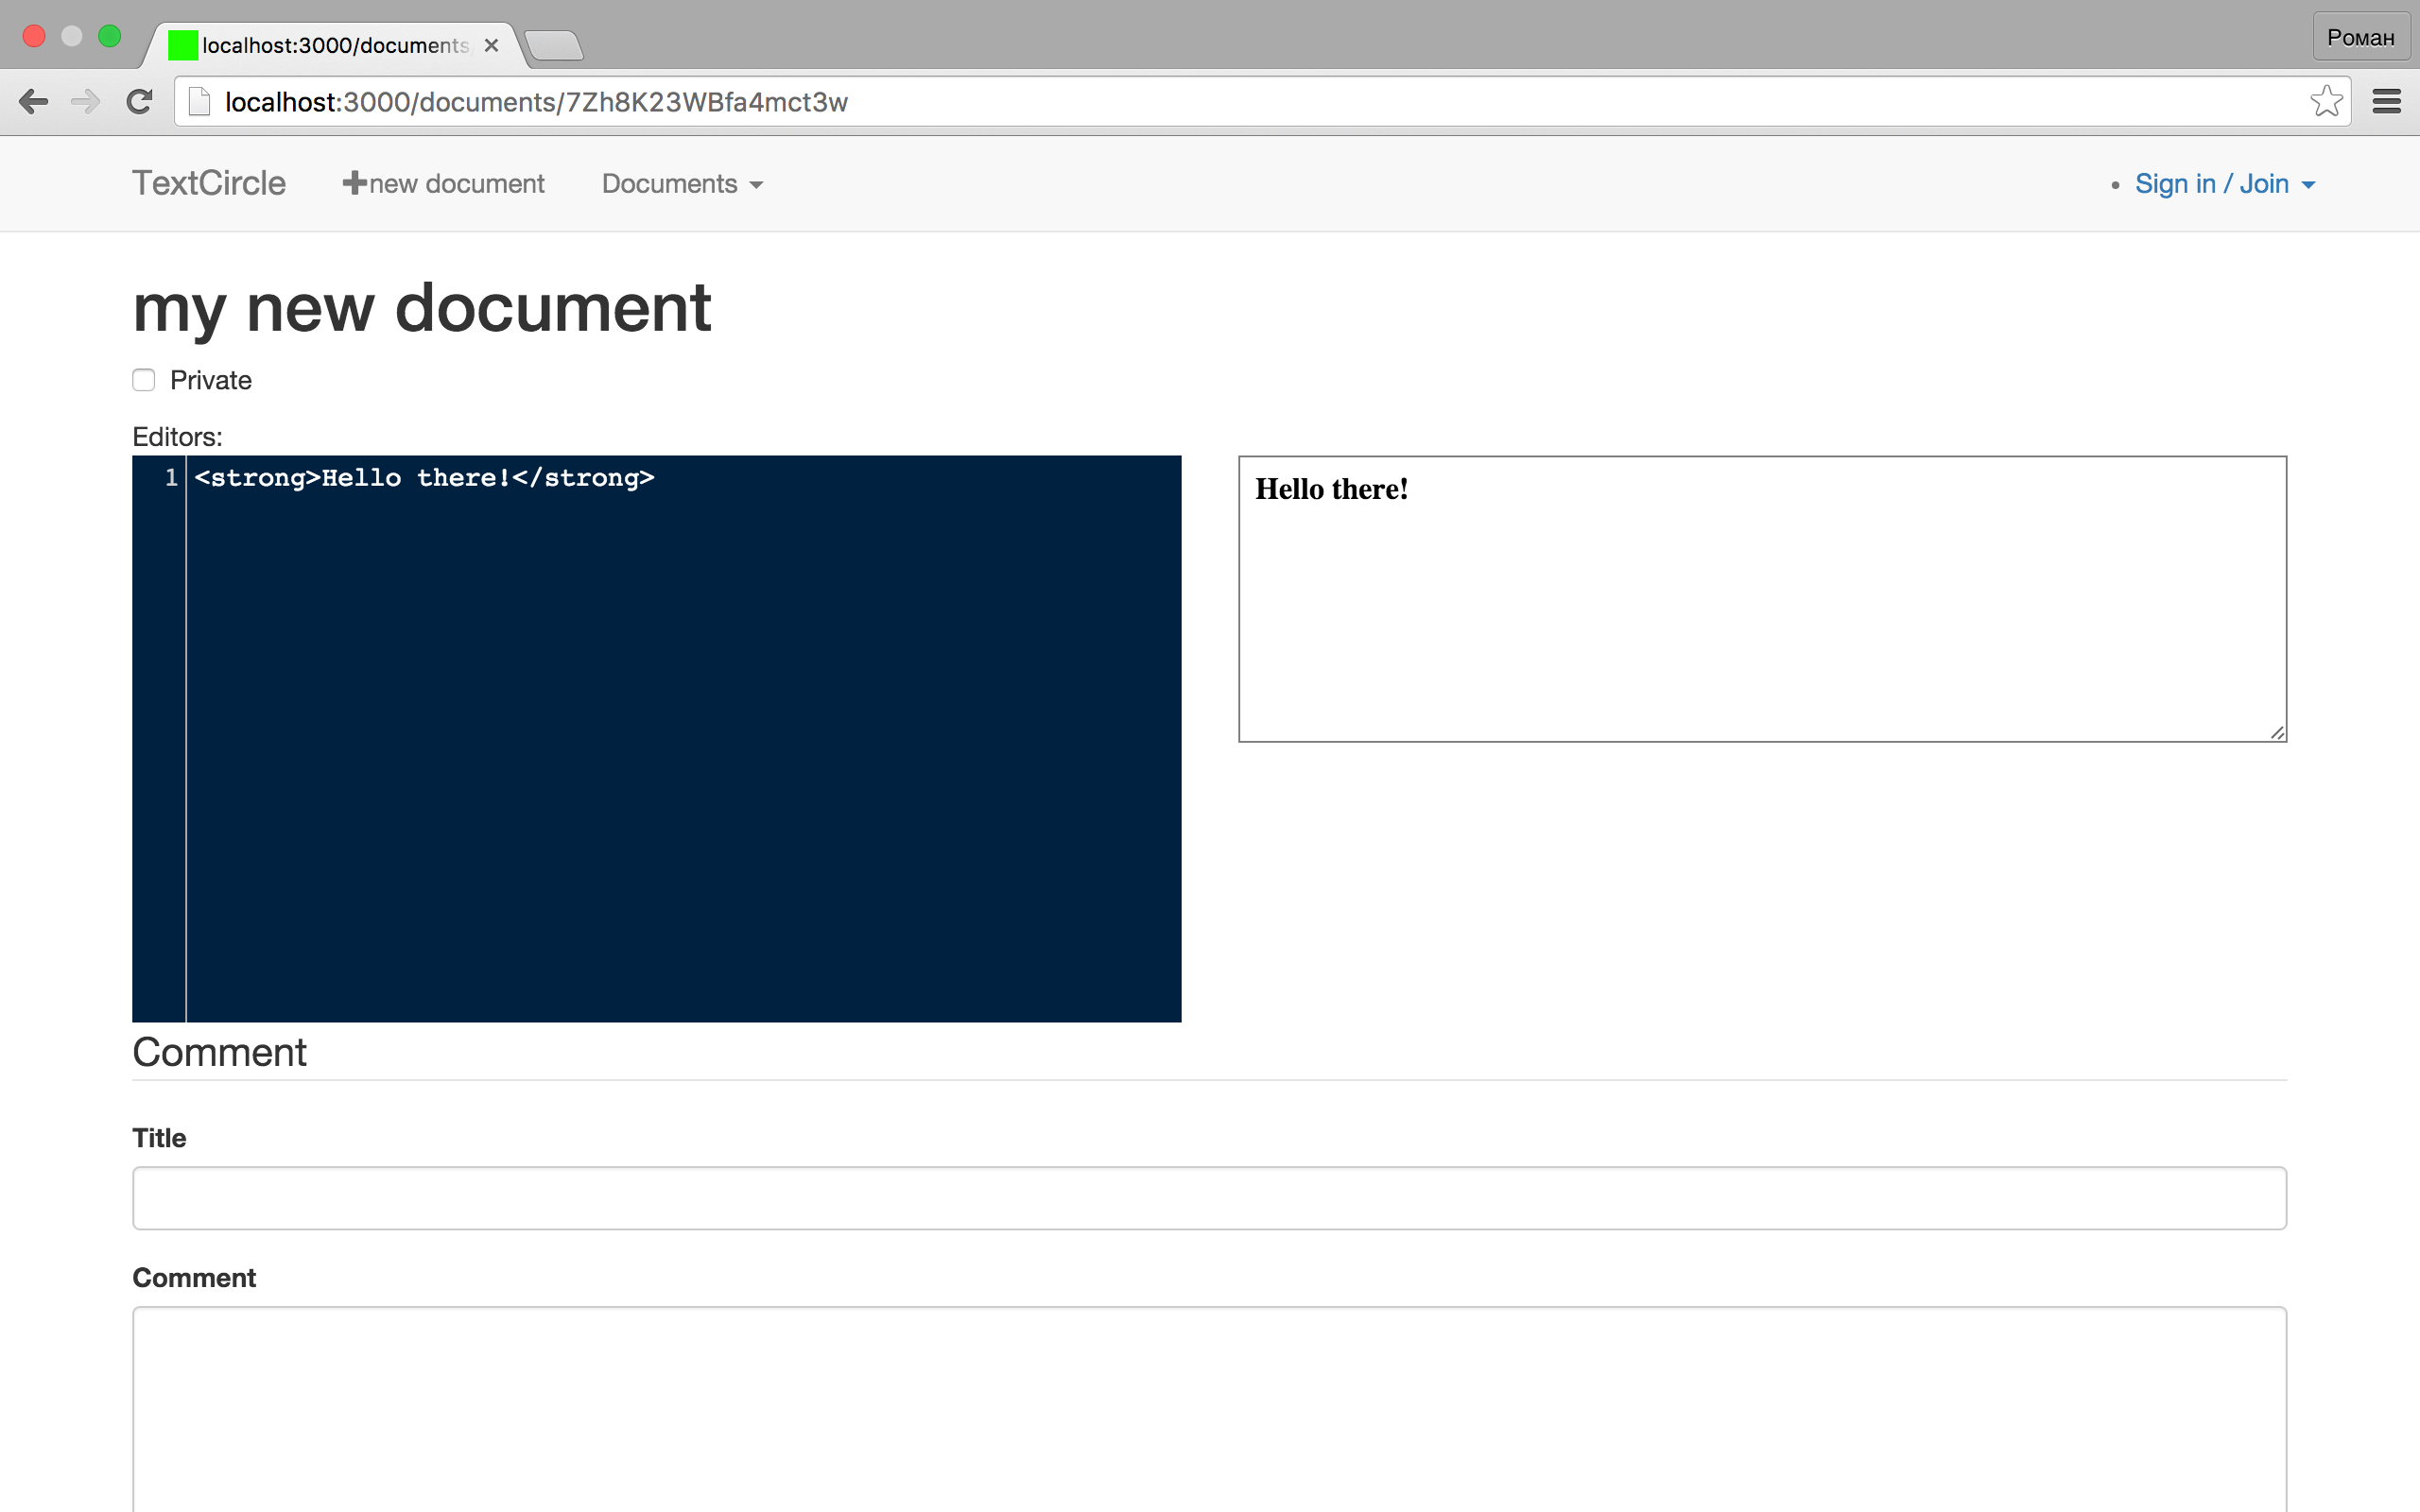 localhost:3000/documents
Роман
localhost:3000/documents/7Zh8K23WBfa4mct3w
TextCircle new document Documents • Sign in / Join
my new document
Private
Editors:
1 <strong>Hello there!</strong>
Hello there!
Comment
Title
Comment